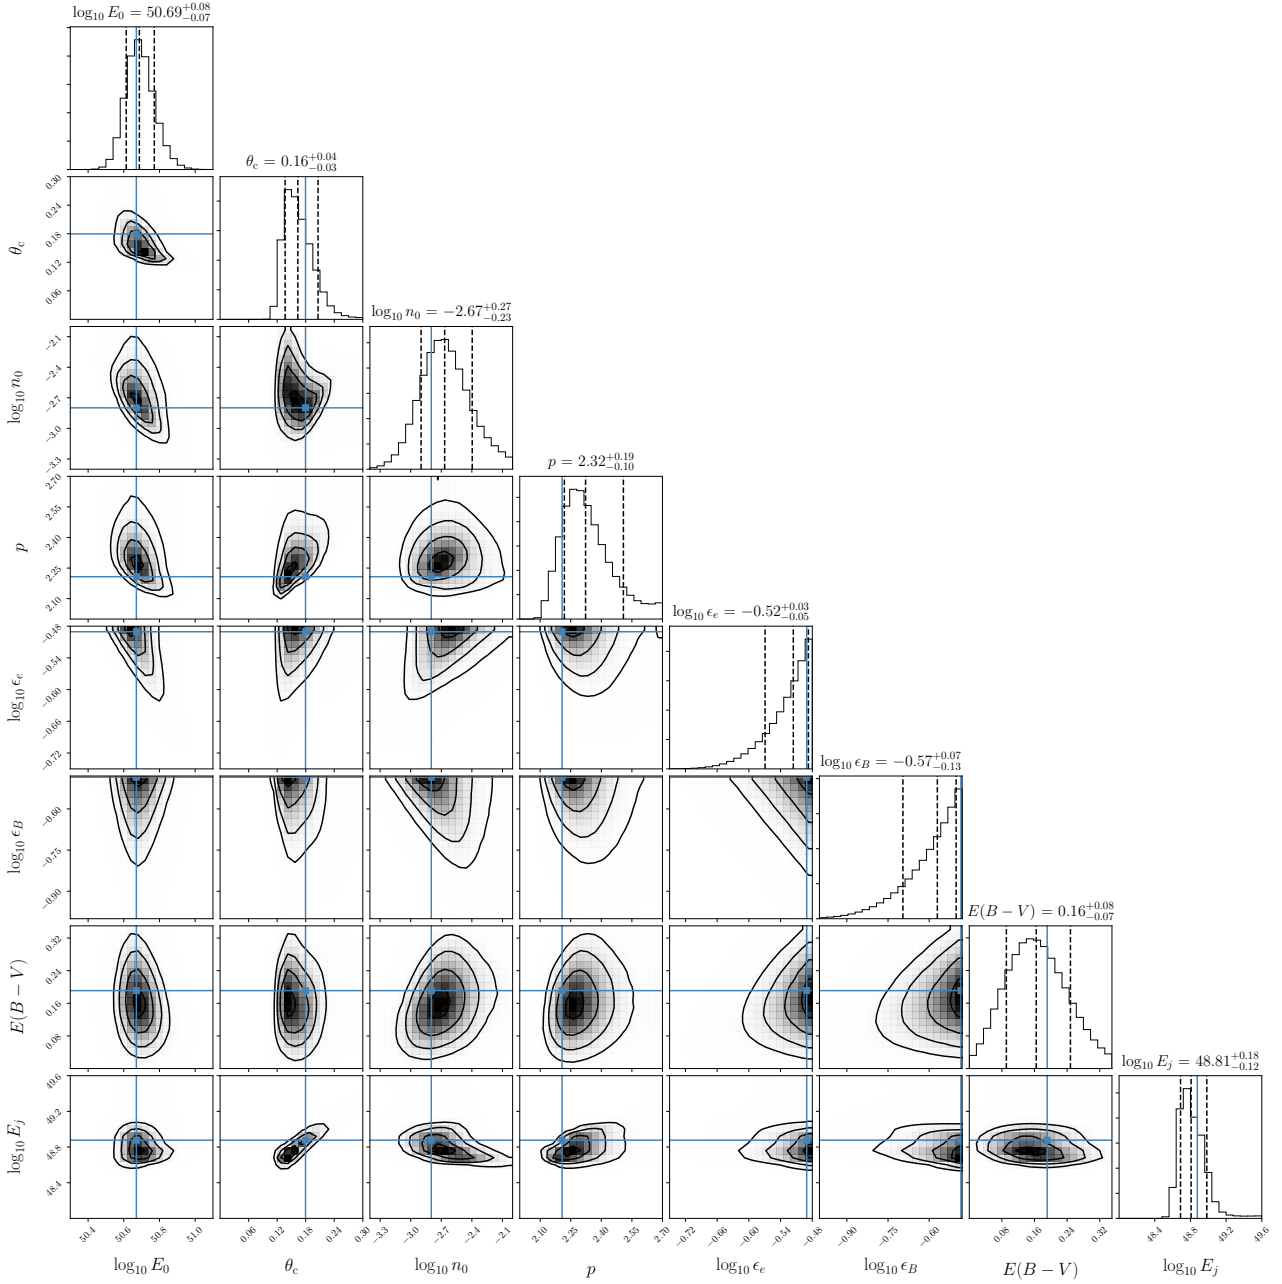 log₁₀ E₀ = 50.69⁺⁰·⁰⁸₋₀.₀₇
θ_c = 0.16⁺⁰·⁰⁴₋₀.₀₃
0.30
0.24
0.18
0.12
0.06
θ_c
log₁₀ n₀ = −2.67⁺⁰·²⁷₋₀.₂₃
−2.1
−2.4
−2.7
−3.0
−3.3
log₁₀ n₀
p = 2.32⁺⁰·¹⁹₋₀.₁₀
2.70
2.55
2.40
2.25
2.10
p
log₁₀ ϵ_e = −0.52⁺⁰·⁰³₋₀.₀₅
−0.48
−0.54
−0.60
−0.66
−0.72
log₁₀ ϵ_e
log₁₀ ϵ_B = −0.57⁺⁰·⁰⁷₋₀.₁₃
−0.60
−0.75
−0.90
log₁₀ ϵ_B
E(B − V) = 0.16⁺⁰·⁰⁸₋₀.₀₇
0.32
0.24
0.16
0.08
E(B − V)
log₁₀ E_j = 48.81⁺⁰·¹⁸₋₀.₁₂
49.6
49.2
48.8
48.4
log₁₀ E_j
50.4 50.6 50.8 51.0
0.06 0.12 0.18 0.24 0.30
−3.3 −3.0 −2.7 −2.4 −2.1
2.10 2.25 2.40 2.55 2.70
−0.72 −0.66 −0.60 −0.54 −0.48
−0.90 −0.75 −0.60
0.08 0.16 0.24 0.32
48.4 48.8 49.2 49.6
log₁₀ E₀ θ_c log₁₀ n₀ p log₁₀ ϵ_e log₁₀ ϵ_B E(B − V) log₁₀ E_j